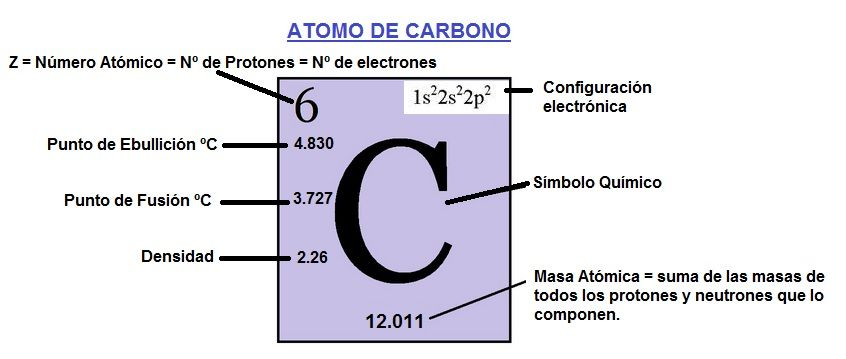 ATOMO DE CARBONO
Z = Número Atómico = Nº de Protones = Nº de electrones
6
1s²2s²2p²
Configuración
electrónica
Punto de Ebullición ºC
4.830
C
Símbolo Químico
Punto de Fusión ºC
3.727
Densidad
2.26
Masa Atómica = suma de las masas de
todos los protones y neutrones que lo
componen.
12.011